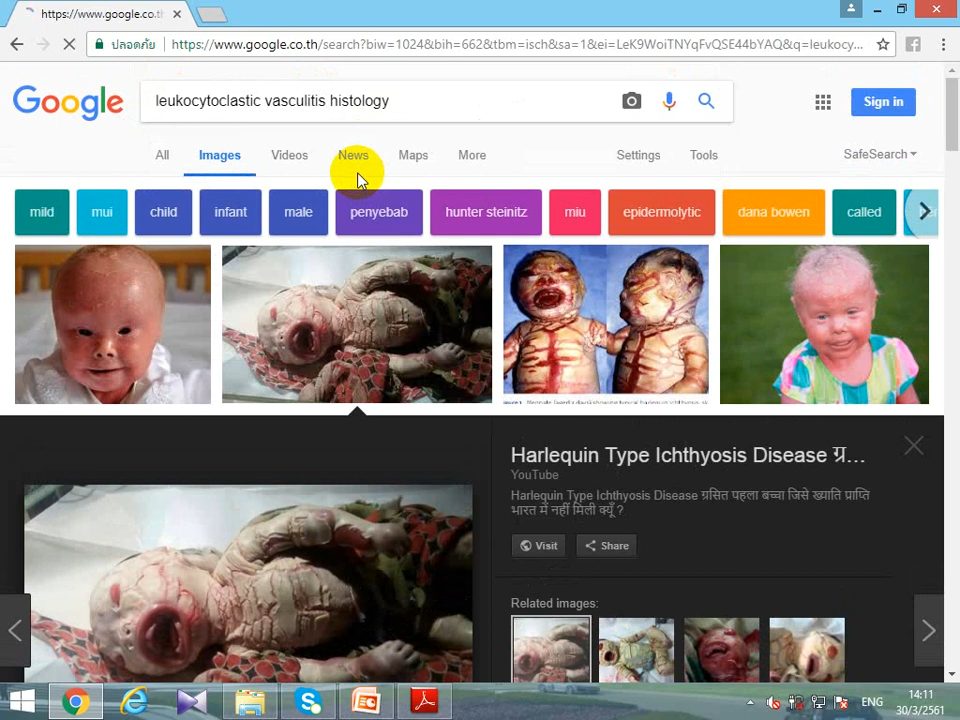 https://www.google.co.th
ปลอดภัย
https://www.google.co.th/search?biw=1024&bih=662&tbm=isch&sa=1&ei=LeK9WoiTNYqFvQSE44bYAQ&q=leukocy...
Google
leukocytoclastic vasculitis histology
Sign in
All
Images
Videos
News
Maps
More
Settings
Tools
SafeSearch
mild
mui
child
infant
male
penyebab
hunter steinitz
miu
epidermolytic
dana bowen
called
Harlequin Type Ichthyosis Disease ग्र...
YouTube
Harlequin Type Ichthyosis Disease ग्रसित पहला बच्चा जिसे ख्याति प्राप्ति
भारत में नहीं मिली क्यूँ ?
Visit
Share
Related images:
ENG
14:11
30/3/2561